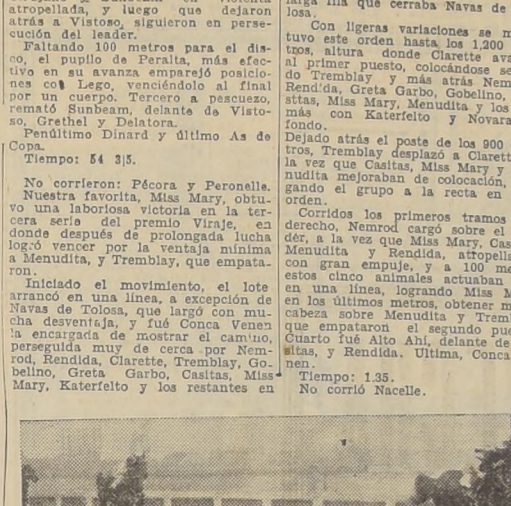 atropellada, y luego que dejaron
atrás a Vistoso, siguieron en perse-
cución del leader.
Faltando 100 metros para el dis-
co, el pupilo de Peralta, más efec-
tivo en su avanza emparejó posicio-
nes con Lego, venciéndolo al final
por un cuerpo. Tercero a pescuezo,
remató Sunbeam, delante de Visto-
so, Grethel y Delatora.
Penúltimo Dinard y último As de
Copa.
Tiempo: 54 3|5.
No corrieron: Pécora y Peronelle.
Nuestra favorita, Miss Mary, obtu-
vo una laboriosa victoria en la ter-
cera serie del premio Viraje, en
donde después de prolongada lucha
logró vencer por la ventaja mínima
a Menudita, y Tremblay, que empata-
ron.
Iniciado el movimiento, el lote
arrancó en una línea, a excepción de
Navas de Tolosa, que largó con mu-
cha desventaja, y fué Conca Venen
la encargada de mostrar el camino,
perseguida muy de cerca por Nem-
rod, Rendida, Clarette, Tremblay, Go-
belino, Greta Garbo, Casitas, Miss
Mary, Katerfelto y los restantes en
larga fila que cerraba Navas de
losa.
Con ligeras variaciones se m
tuvo este orden hasta los 1,200
tros, altura donde Clarette ava
al primer puesto, colocándose se
do Tremblay y más atrás Nem
Rend'da, Greta Garbo, Gobelino,
sttas, Miss Mary, Menudita y los
más con Katerfelto y Novara
fondo.
Dejado atrás el poste de los 900
tros, Tremblay desplazó a Clarett
la vez que Casitas, Miss Mary y
nudita mejoraban de colocación,
gando el grupo a la recta en
orden.
Corridos los primeros tramos
derecho, Nemrod cargó sobre el
dér, a la vez que Miss Mary, Cas
Menudita y Rendida, atropella
con gran empuje, y a 100 me
estos cinco animales actuaban
en una línea, logrando Miss M
en los últimos metros, obtener m
cabeza sobre Menudita y Trem
que empataron el segundo pue
Cuarto fué Alto Ahí, delante de
itas, y Rendida. Ultima, Conca
nen.
Tiempo: 1.35.
No corrió Nacelle.